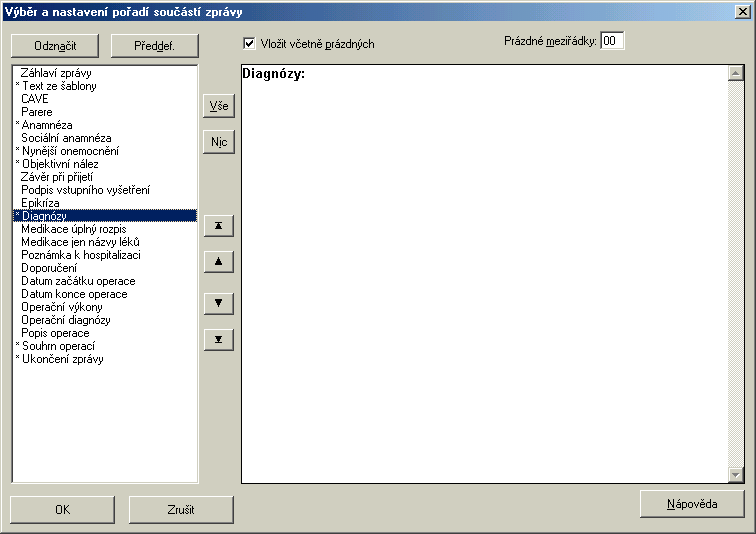 Výběr a nastavení pořadí součástí zprávy
Odznačit
Předdef.
Vložit včetně prázdných
Prázdné meziřádky: 00
Záhlaví zprávy
* Text ze šablony
CAVE
Parere
* Anamnéza
Sociální anamnéza
* Nynější onemocnění
* Objektivní nález
Závěr při přijetí
Podpis vstupního vyšetření
Epikríza
* Diagnózy
Medikace úplný rozpis
Medikace jen názvy léků
Poznámka k hospitalizaci
Doporučení
Datum začátku operace
Datum konce operace
Operační výkony
Operační diagnózy
Popis operace
* Souhrn operací
* Ukončení zprávy
Vše
Nic
Diagnózy:
OK
Zrušit
Nápověda